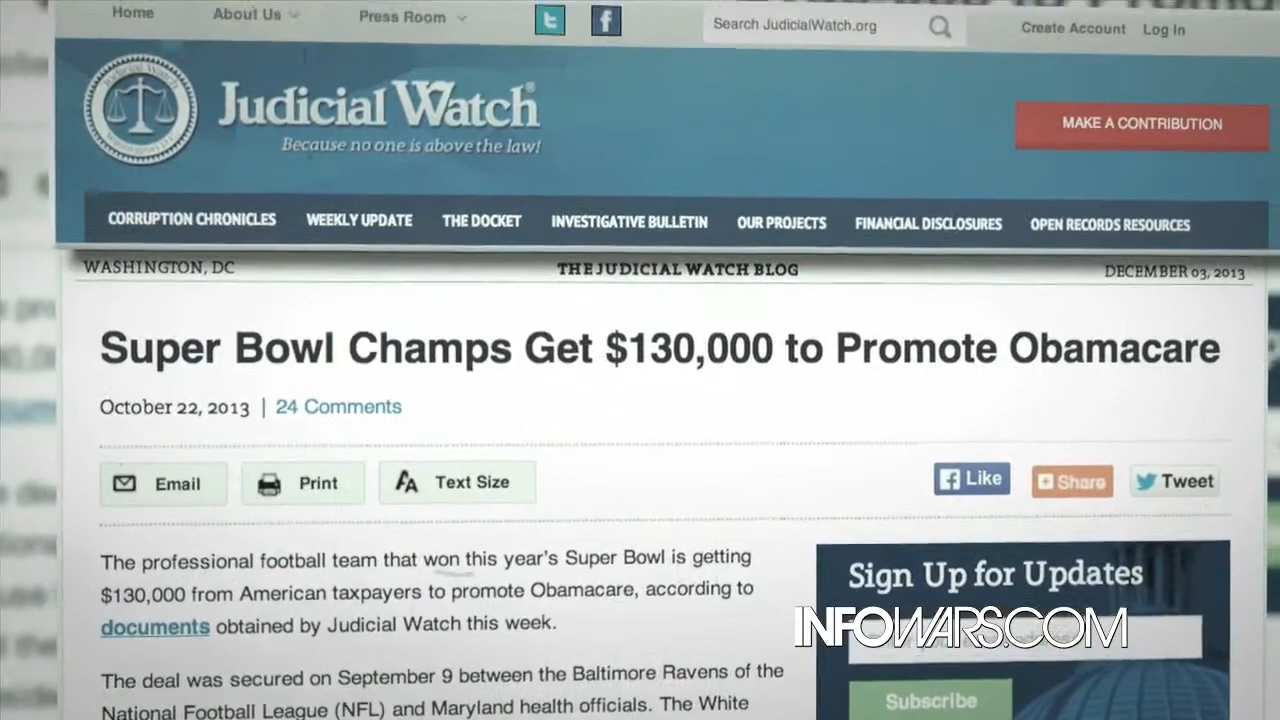 Home About Us Press Room Search JudicialWatch.org Create Account Log In
Judicial Watch®
Because no one is above the law!
MAKE A CONTRIBUTION
CORRUPTION CHRONICLES WEEKLY UPDATE THE DOCKET INVESTIGATIVE BULLETIN OUR PROJECTS FINANCIAL DISCLOSURES OPEN RECORDS RESOURCES
WASHINGTON, DC THE JUDICIAL WATCH BLOG DECEMBER 03, 2013
Super Bowl Champs Get $130,000 to Promote Obamacare
October 22, 2013 | 24 Comments
Email Print Text Size Like Share Tweet
The professional football team that won this year's Super Bowl is getting
$130,000 from American taxpayers to promote Obamacare, according to
documents obtained by Judicial Watch this week.
The deal was secured on September 9 between the Baltimore Ravens of the
National Football League (NFL) and Maryland health officials. The White
Sign Up for Updates
INFOWARS.COM
Subscribe